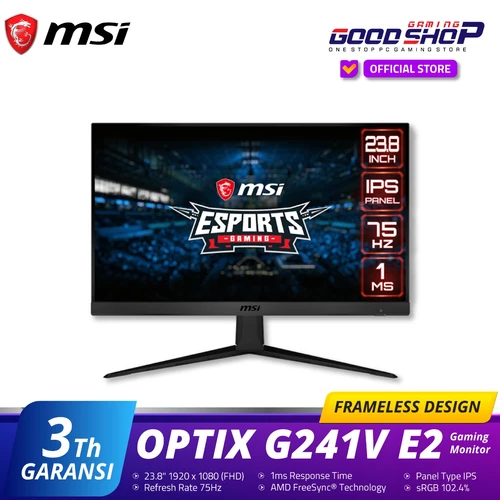 msi
GAMING
GOODSHOP
ONE STOP PC GAMING STORE
OFFICIAL STORE
23.8
INCH
IPS
PANEL
75
HZ
1
MS
msi
ESPORTS
GAMING
msi
FRAMELESS DESIGN
3Th
GARANSI
OPTIX G241V E2
Gaming
Monitor
• 23.8" 1920 x 1080 (FHD)
• Refresh Rate 75Hz
• 1ms Response Time
• AMD FreeSync® Technology
• Panel Type IPS
• sRGB 102.4%